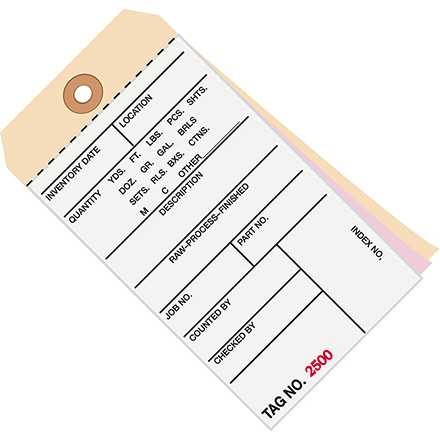 INVENTORY DATE LOCATION
QUANTITY YDS. FT. LBS. PCS. SHTS.
DOZ. GR. GAL. BRLS
SETS. RLS. BXS. CTNS.
M C OTHER
DESCRIPTION
RAW-PROCESS-FINISHED
JOB NO. PART NO. INDEX NO.
COUNTED BY
CHECKED BY
TAG NO. 2500